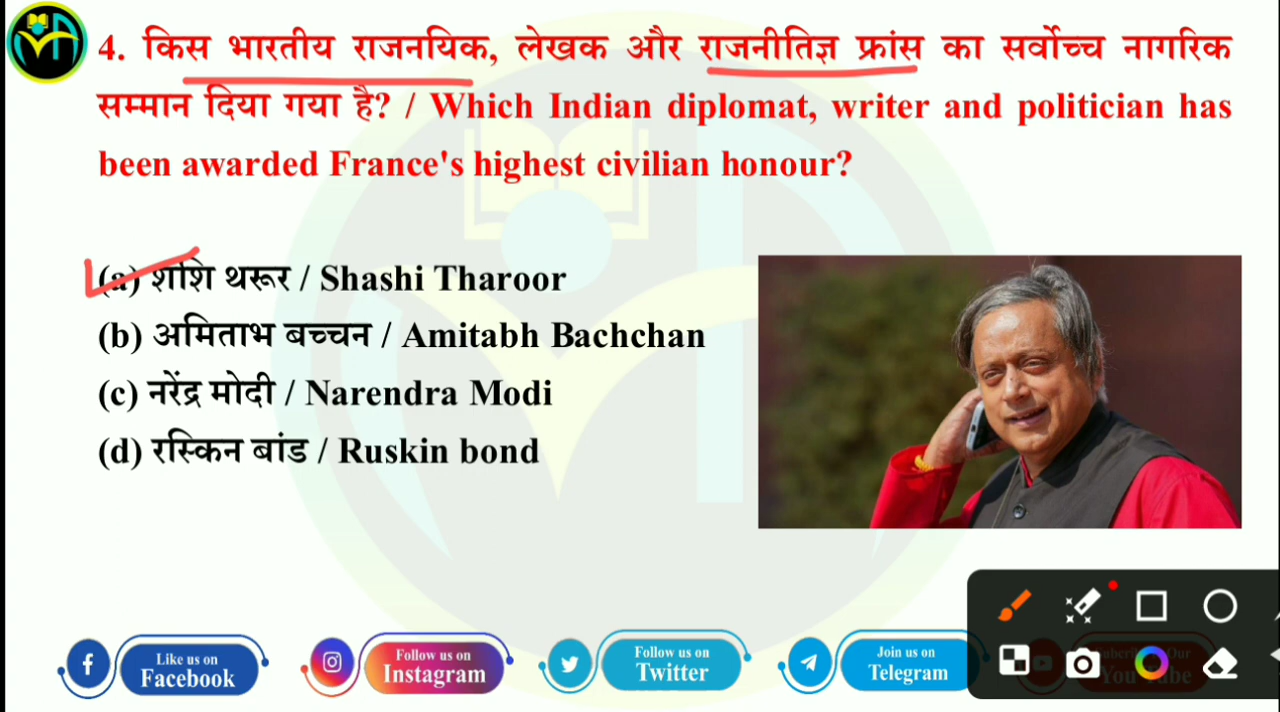 4. किस भारतीय राजनयिक, लेखक और राजनीतिज्ञ फ्रांस का सर्वोच्च नागरिक
सम्मान दिया गया है? / Which Indian diplomat, writer and politician has
been awarded France's highest civilian honour?
(a) शशि थरूर / Shashi Tharoor
(b) अमिताभ बच्चन / Amitabh Bachchan
(c) नरेंद्र मोदी / Narendra Modi
(d) रस्किन बांड / Ruskin bond
Like us on
Facebook
Follow us on
Instagram
Follow us on
Twitter
Join us on
Telegram